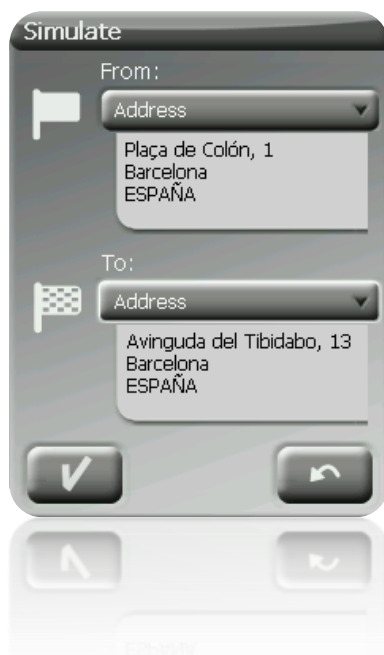 Simulate
From:
Address
Plaça de Colón, 1
Barcelona
ESPAÑA
To:
Address
Avinguda del Tibidabo, 13
Barcelona
ESPAÑA